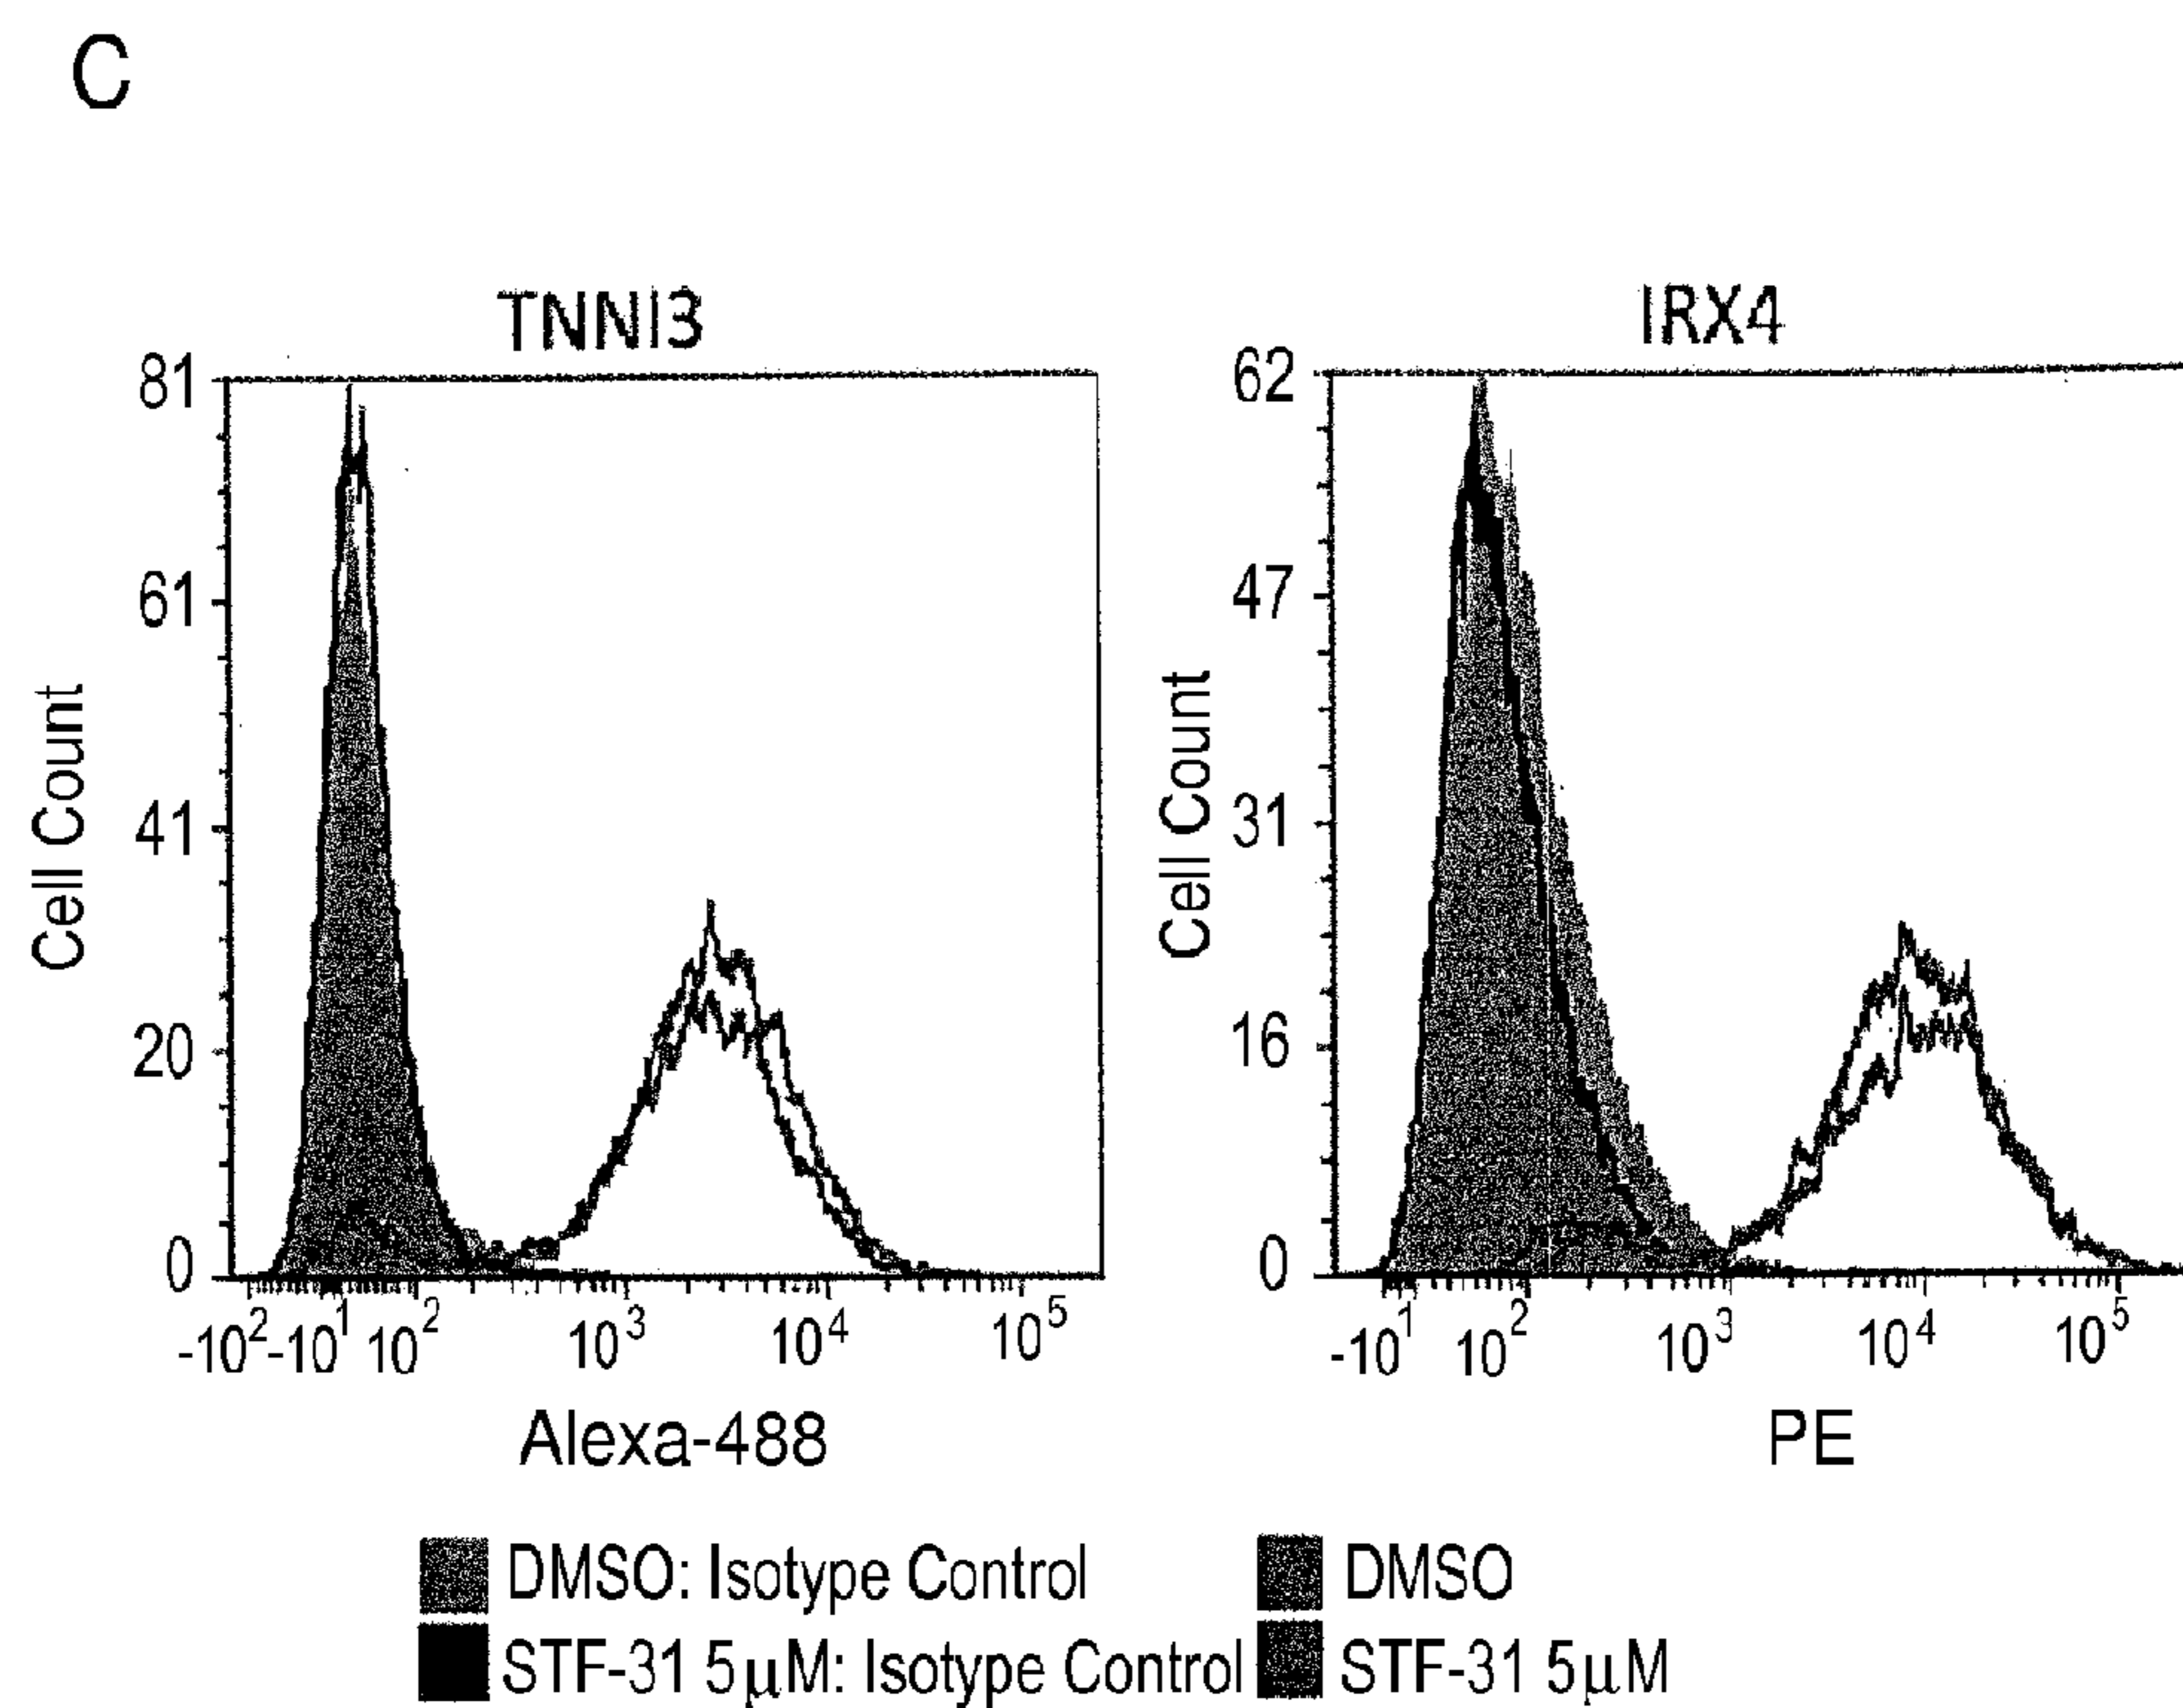 C
TNNI3
81
61
41
20
0
Cell Count
-10² -10¹ 10² 10³ 10⁴ 10⁵
Alexa-488
IRX4
62
47
31
16
0
Cell Count
-10¹ 10² 10³ 10⁴ 10⁵
PE
DMSO: Isotype Control
DMSO
STF-31 5µM: Isotype Control
STF-31 5µM